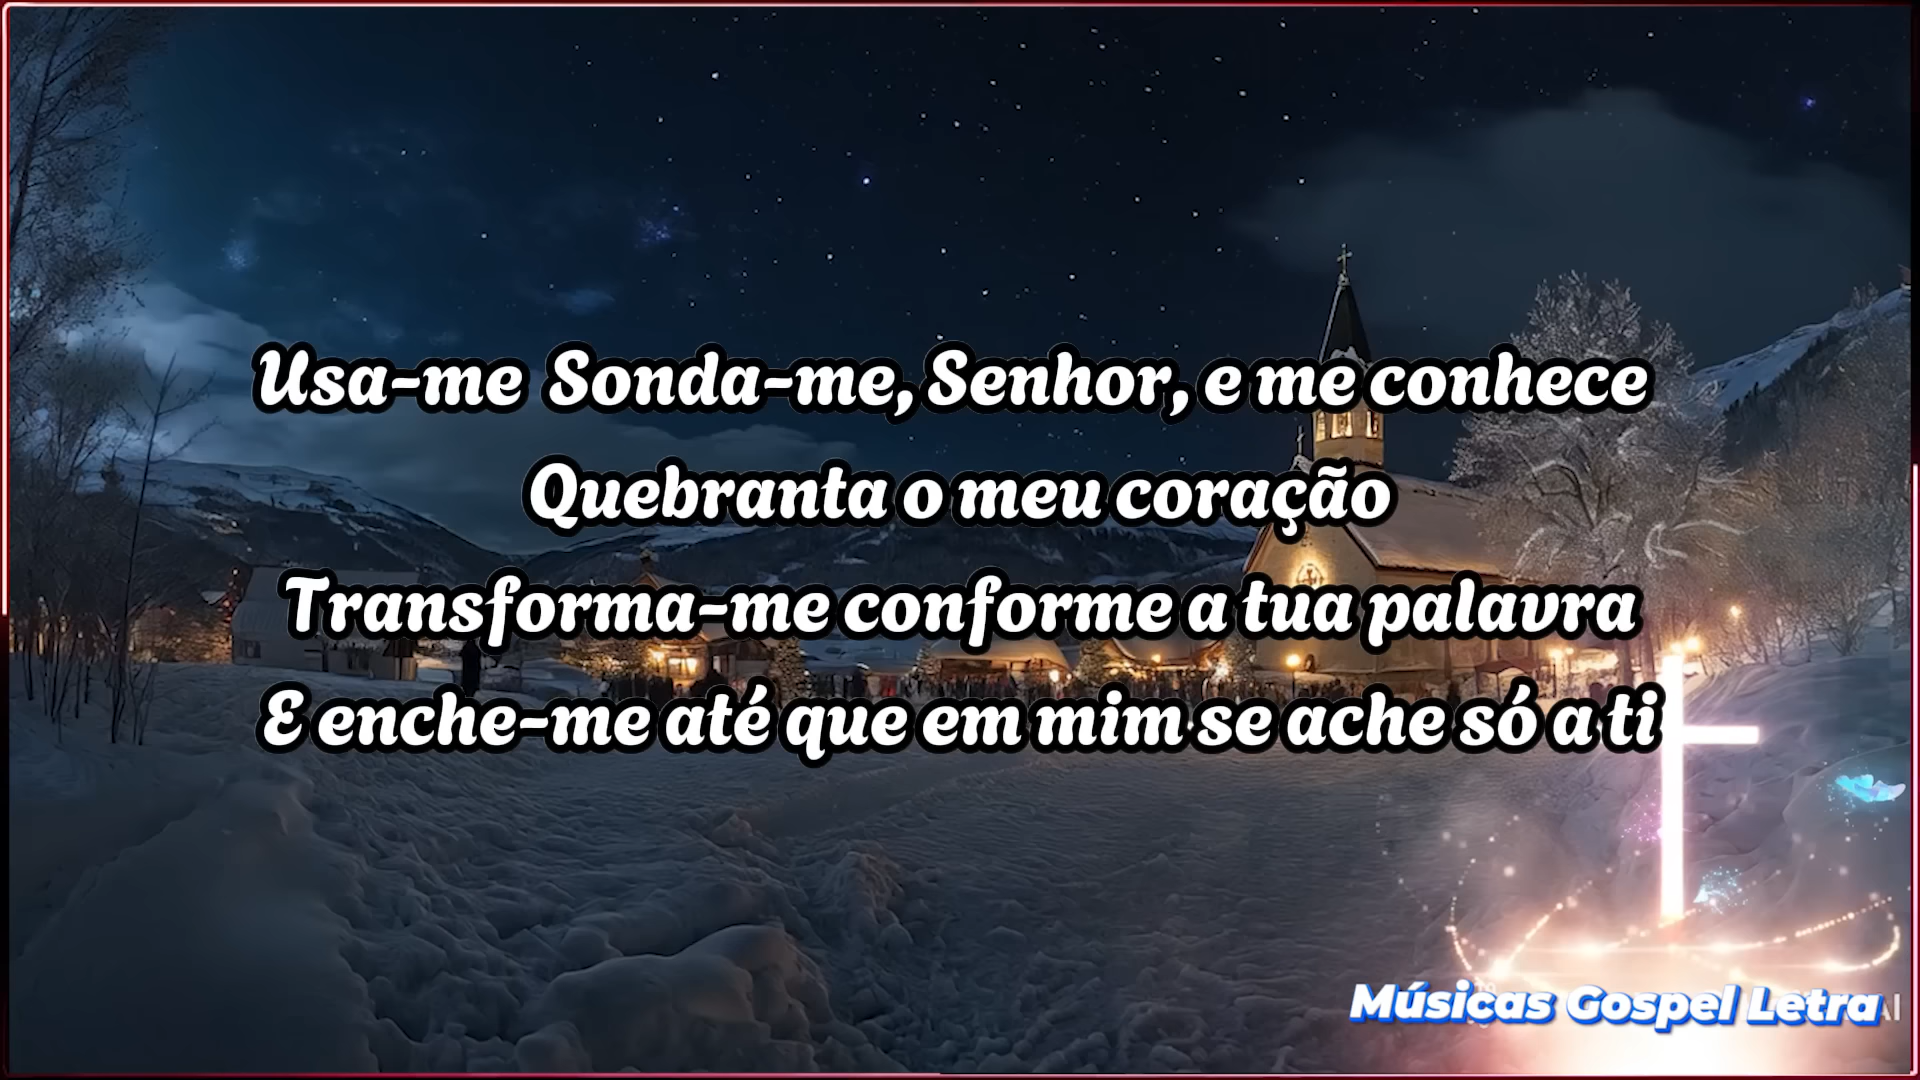 Usa-me Sonda-me, Senhor, e me conhece
Quebranta o meu coração
Transforma-me conforme a tua palavra
E enche-me até que em mim se ache só a ti
Músicas Gospel Letra
AI